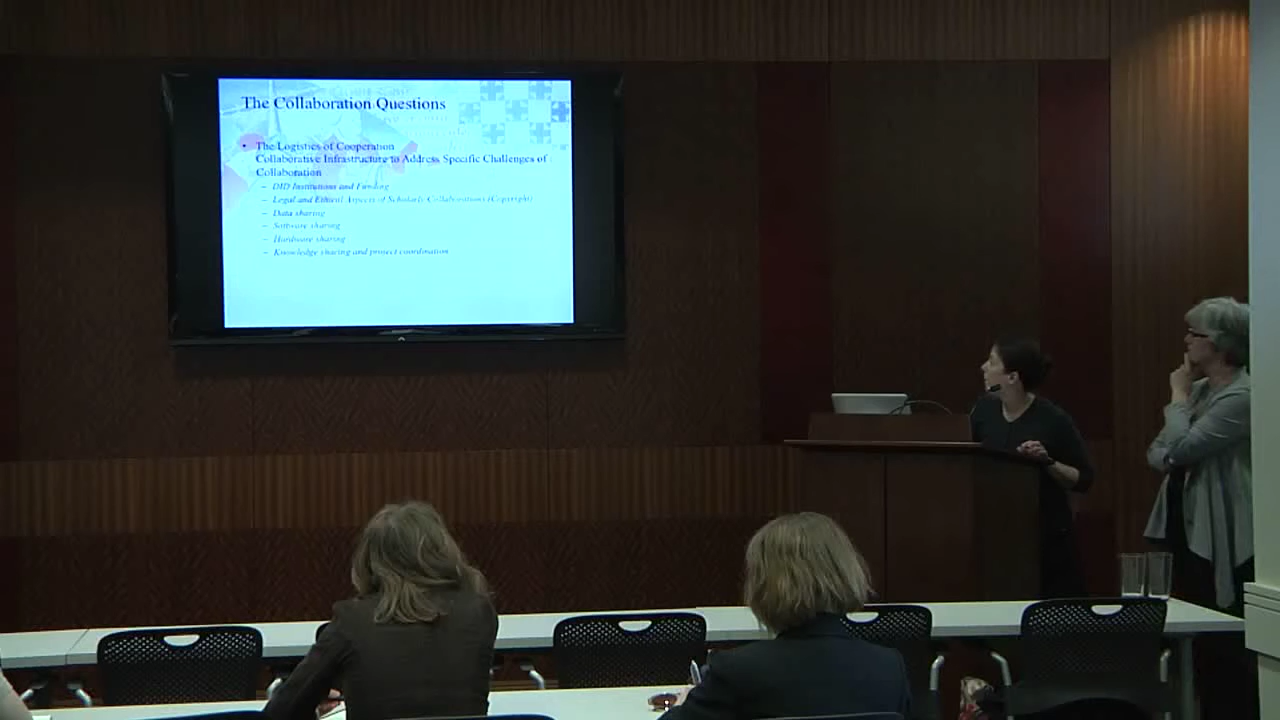 The Collaboration Questions
• The Logistics of Cooperation
Collaborative Infrastructure to Address Specific Challenges of
Collaboration
– DID Institutions and Funding
– Legal and Ethical Aspects of Scholarly Collaborations (Copyright)
– Data sharing
– Software sharing
– Hardware sharing
– Knowledge sharing and project coordination